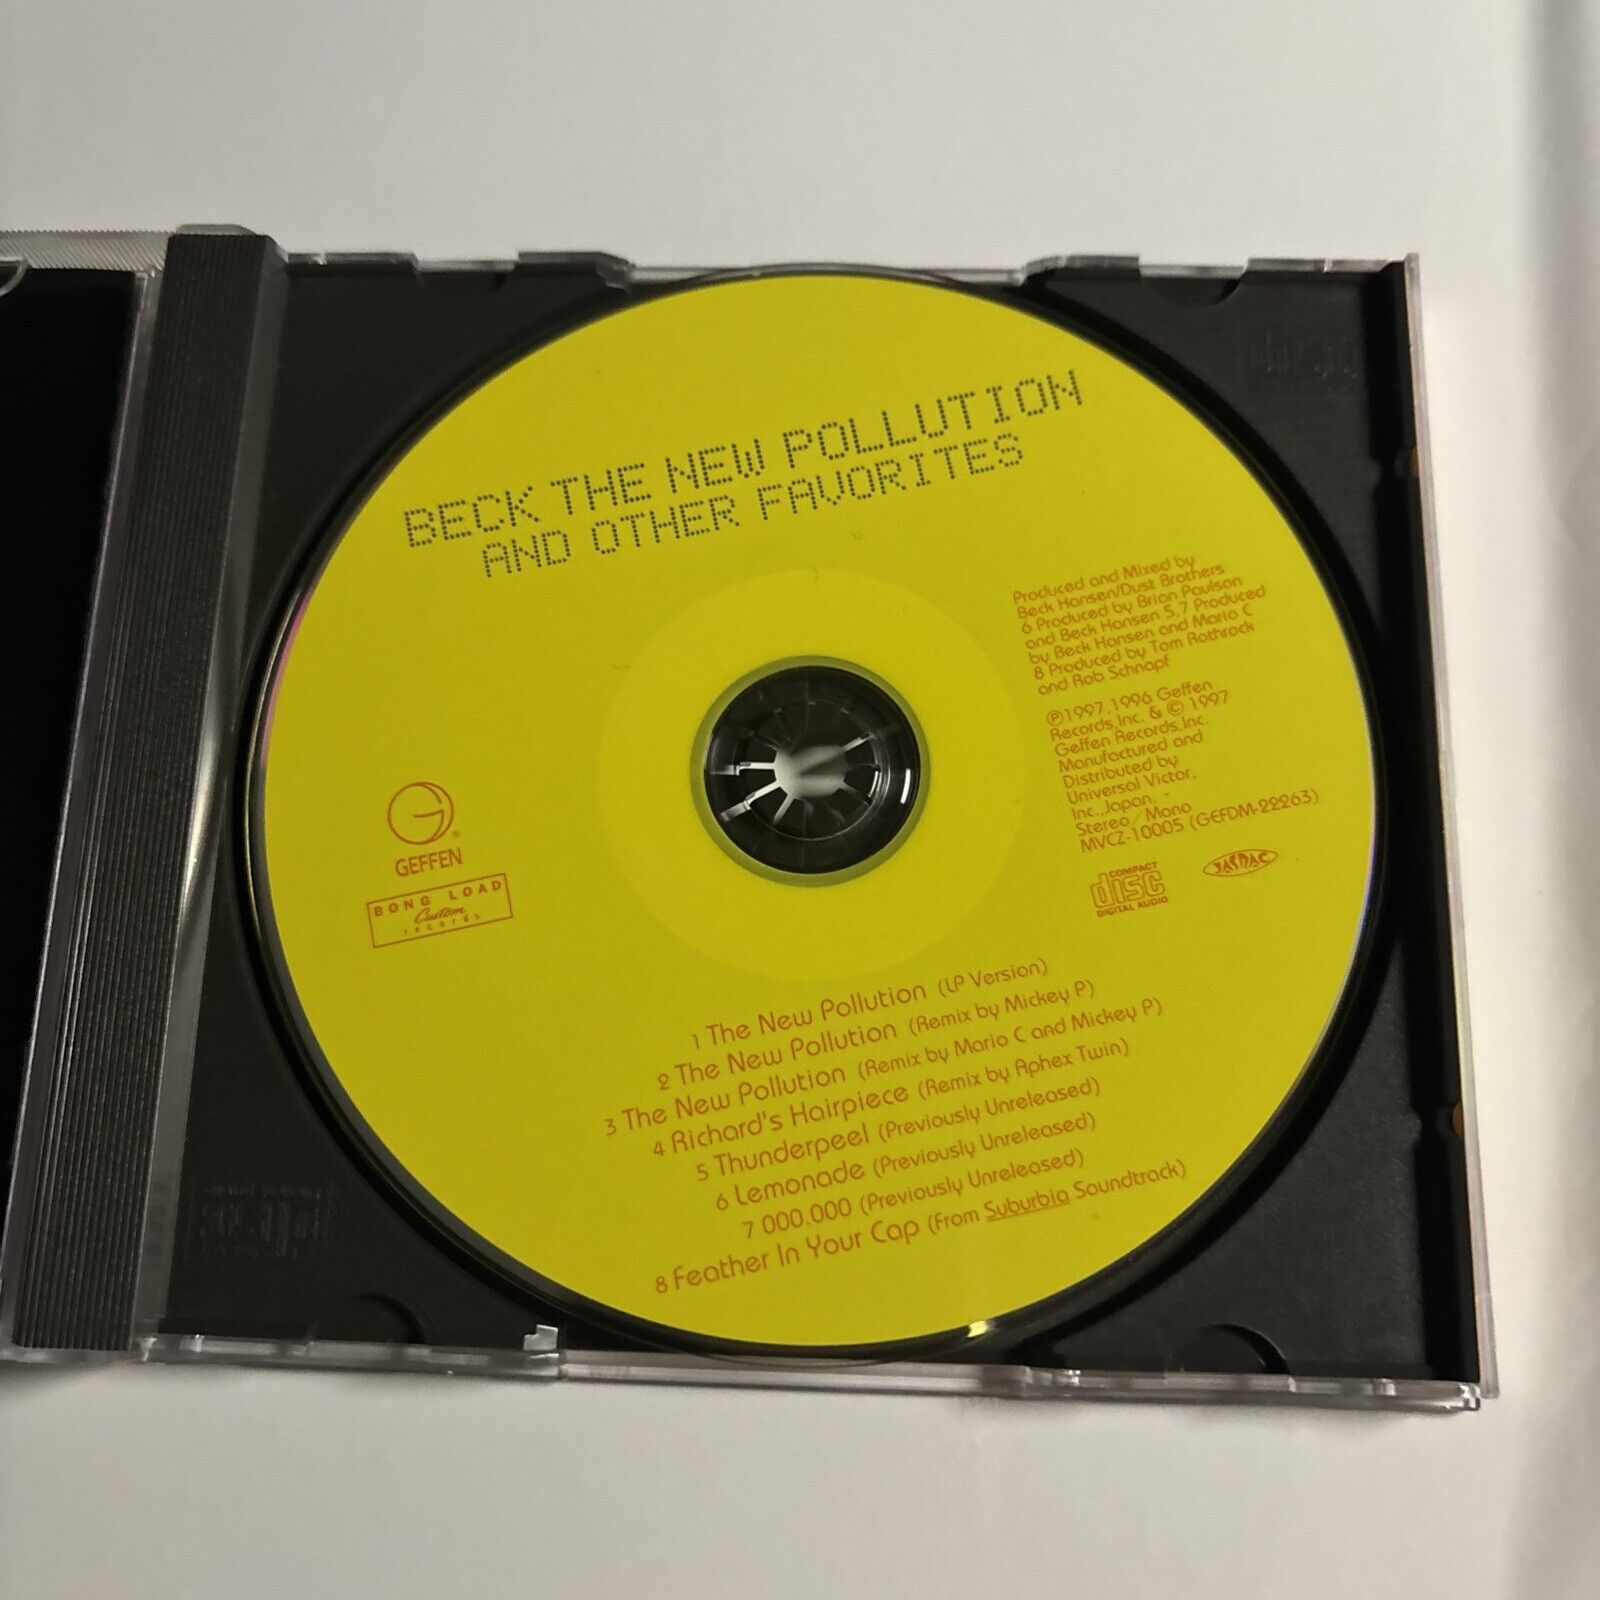 BECK THE NEW POLLUTION
AND OTHER FAVORITES
Produced and Mixed by
Beck Hansen/Dust Brothers
6 Produced by Brian Paulson
and Beck Hansen 5,7 Produced
by Beck Hansen and Mario C
8 Produced by Tom Rothrock
and Rob Schnapf
℗1997,1996 Geffen
Records,Inc. & © 1997
Geffen Records,Inc.
Manufactured and
Distributed by
Universal Victor,
Inc.,Japan. -
Stereo/Mono
MVCZ-10005 (GEFDM-22263)
G
GEFFEN
®
BONG LOAD
Custom
records
COMPACT
disc
DIGITAL AUDIO
JASRAC
1 The New Pollution (LP Version)
2 The New Pollution (Remix by Mickey P)
3 The New Pollution (Remix by Mario C and Mickey P)
4 Richard's Hairpiece (Remix by Aphex Twin)
5 Thunderpeel (Previously Unreleased)
6 Lemonade (Previously Unreleased)
7 000.000 (Previously Unreleased)
8 Feather In Your Cap (From Suburbia Soundtrack)